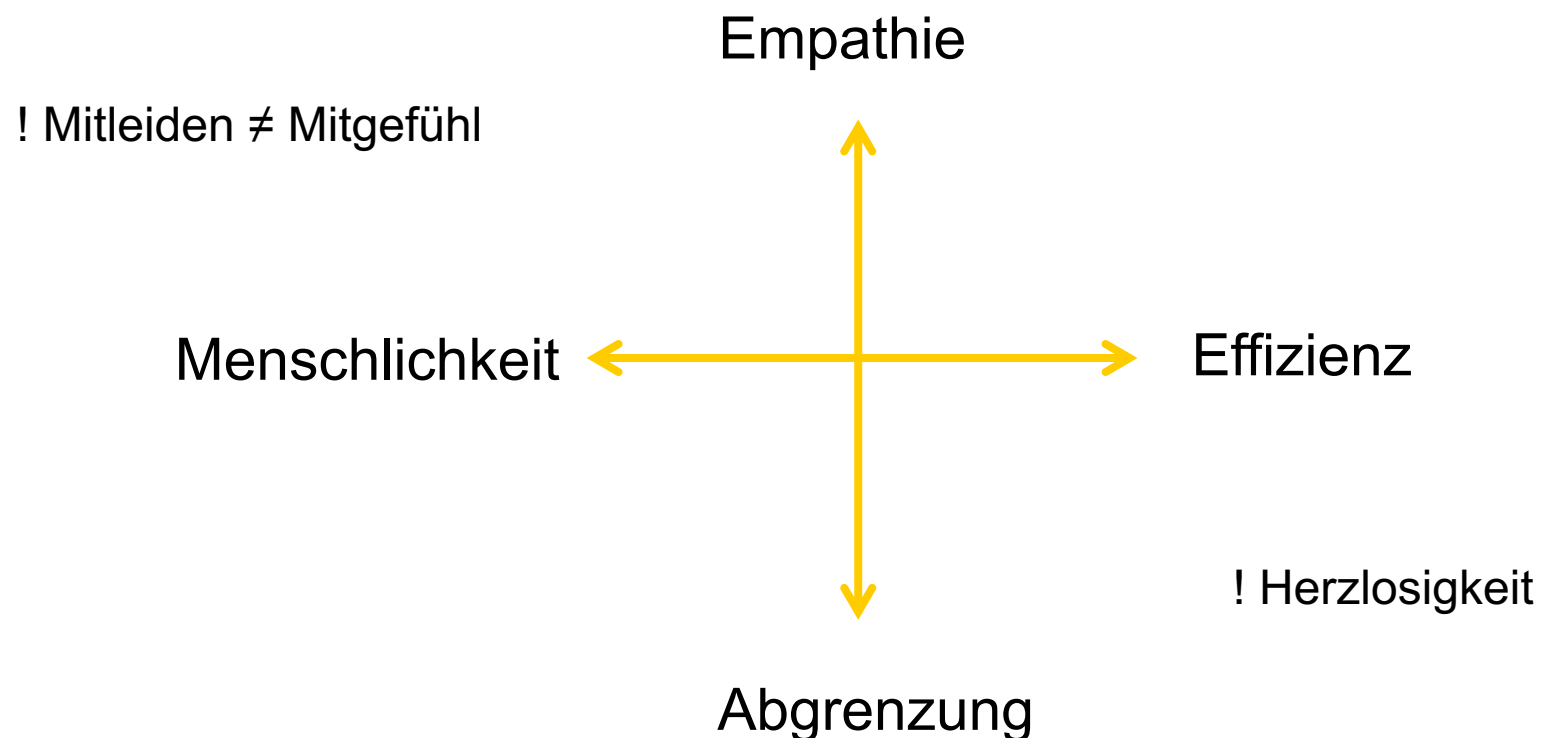 Empathie
! Mitleiden ≠ Mitgefühl
Menschlichkeit
Effizienz
! Herzlosigkeit
Abgrenzung